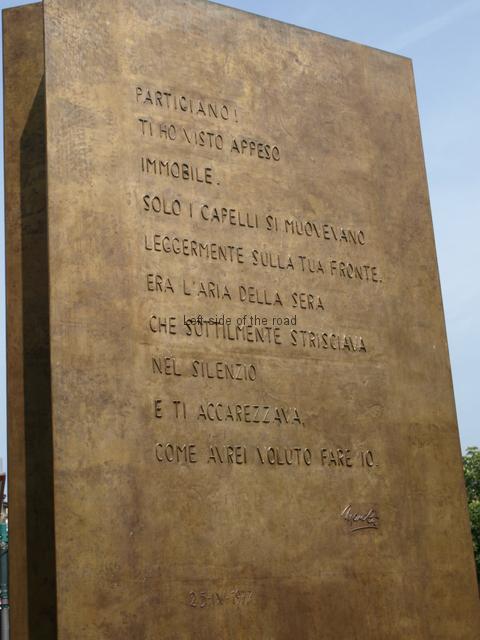 PARTIGIANO!
TI HO VISTO APPESO
IMMOBILE.
SOLO I CAPELLI SI MUOVEVANO
LEGGERMENTE SULLA TUA FRONTE.
ERA L'ARIA DELLA SERA
Left side of the road
CHE SOTTILMENTE STRISCIAVA
NEL SILENZIO
E TI ACCAREZZAVA,
COME AVREI VOLUTO FARE IO.